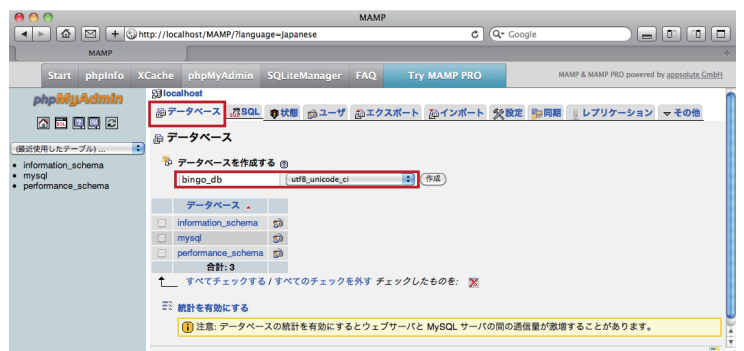 MAMP
http://localhost/MAMP/?language=Japanese
Google
MAMP
Start phpInfo XCache phpMyAdmin SQLiteManager FAQ Try MAMP PRO MAMP & MAMP PRO powered by appsolute GmbH
phpMyAdmin
(最近使用したテーブル) ...
information_schema
mysql
performance_schema
localhost
データベース SQL 状態 ユーザ エクスポート インポート 設定 同期 レプリケーション その他
データベース
データベースを作成する
bingo_db utf8_unicode_ci 作成
データベース
information_schema
mysql
performance_schema
合計: 3
すべてチェックする / すべてのチェックを外す チェックしたものを:
統計を有効にする
注意: データベースの統計を有効にするとウェブサーバと MySQL サーバの間の通信量が激増することがあります。